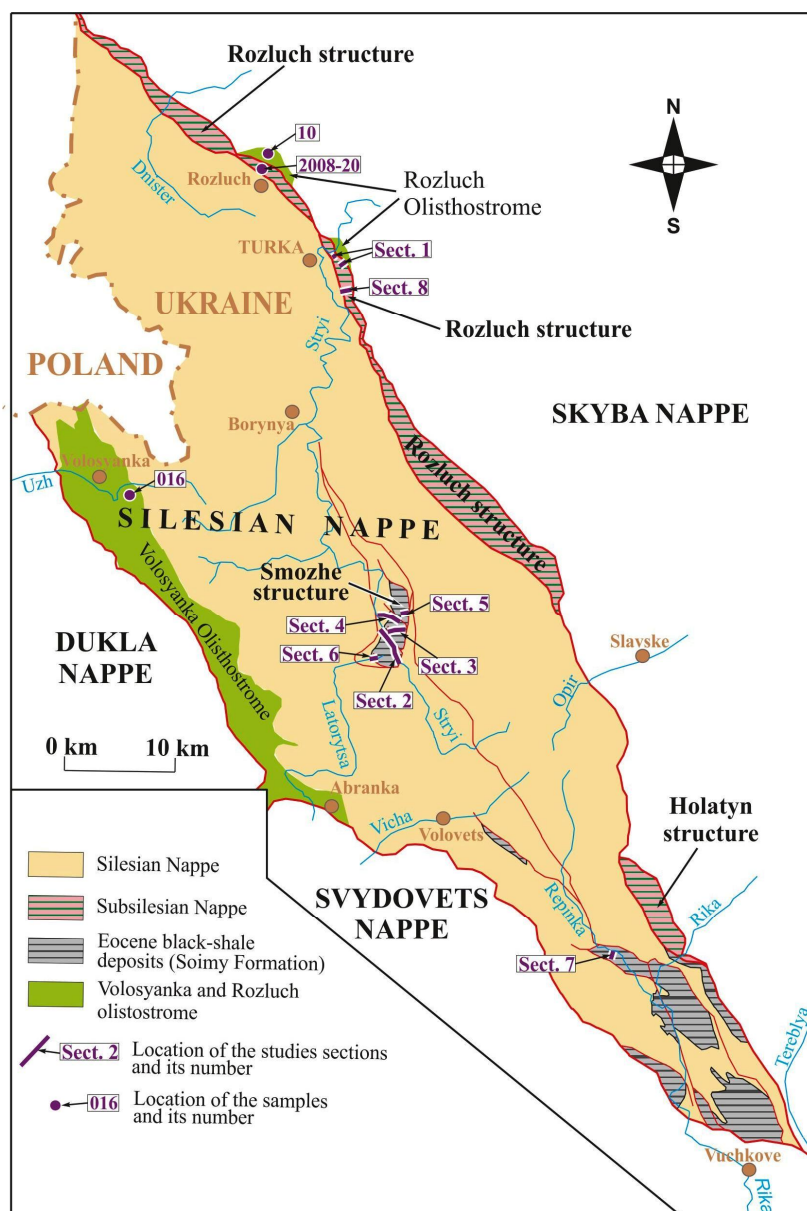 Rozluch structure
10
2008-20
Dnister
Rozluch
Rozluch
Olisthostrome
N
S
TURKA
Sect. 1
Sect. 8
UKRAINE
Stryi
Rozluch structure
POLAND
Borynya
SKYBA NAPPE
Volosyanka
Uzh
016
SILESIAN NAPPE
Rozluch structure
Volosyanka Olisthostrome
Smozhe
structure
Sect. 5
Sect. 4
DUKLA
NAPPE
Sect. 6
Sect. 3
Sect. 2
Slavske
Opir
Latorytsa
Stryi
0 km 10 km
Abranka
Vicha
Volovets
Holatyn
structure
SVYDOVETS
NAPPE
Repinka
Rika
Sect. 7
Tereblya
Vuchkove
Rika
Silesian Nappe
Subsilesian Nappe
Eocene black-shale
deposits (Soimy Formation)
Volosyanka and Rozluch
olistostrome
Sect. 2 Location of the studies sections
and its number
016 Location of the samples
and its number